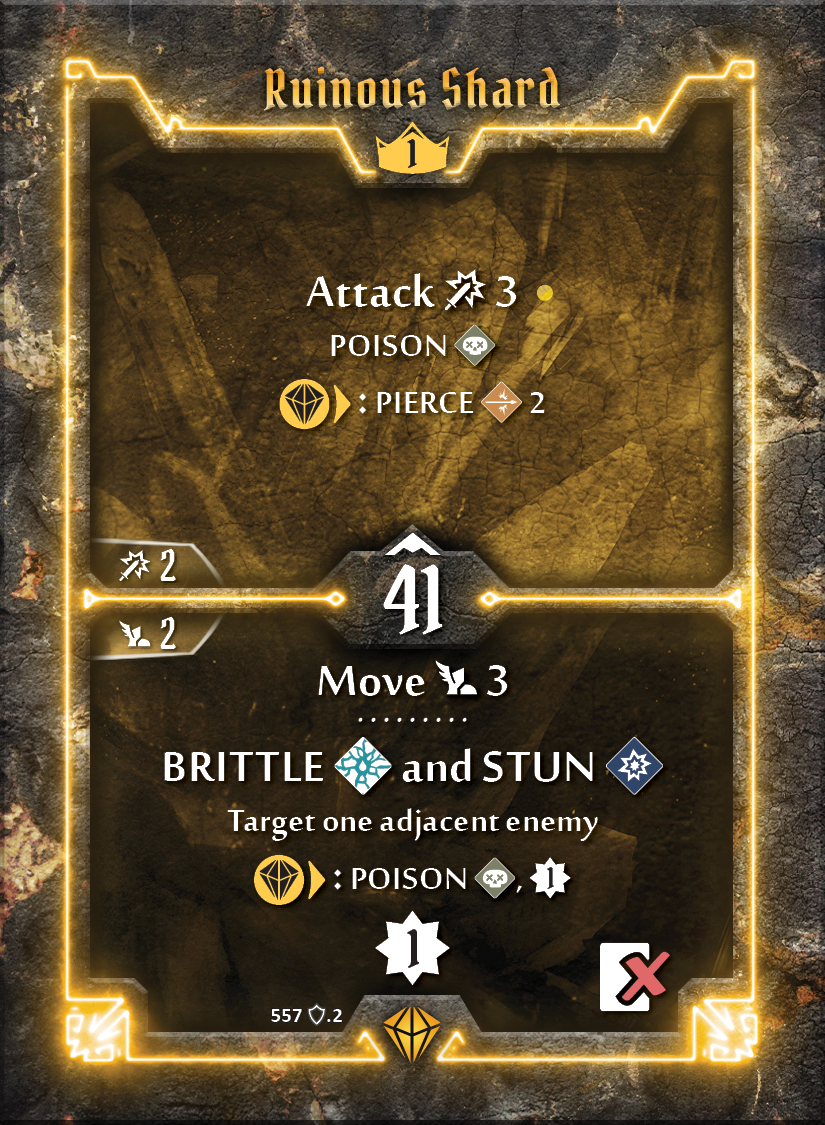 Ruinous Shard
1
Attack 3
POISON
: PIERCE 2
2
41
2
Move 3
.........
BRITTLE and STUN
Target one adjacent enemy
: POISON , 1
1
557 .2